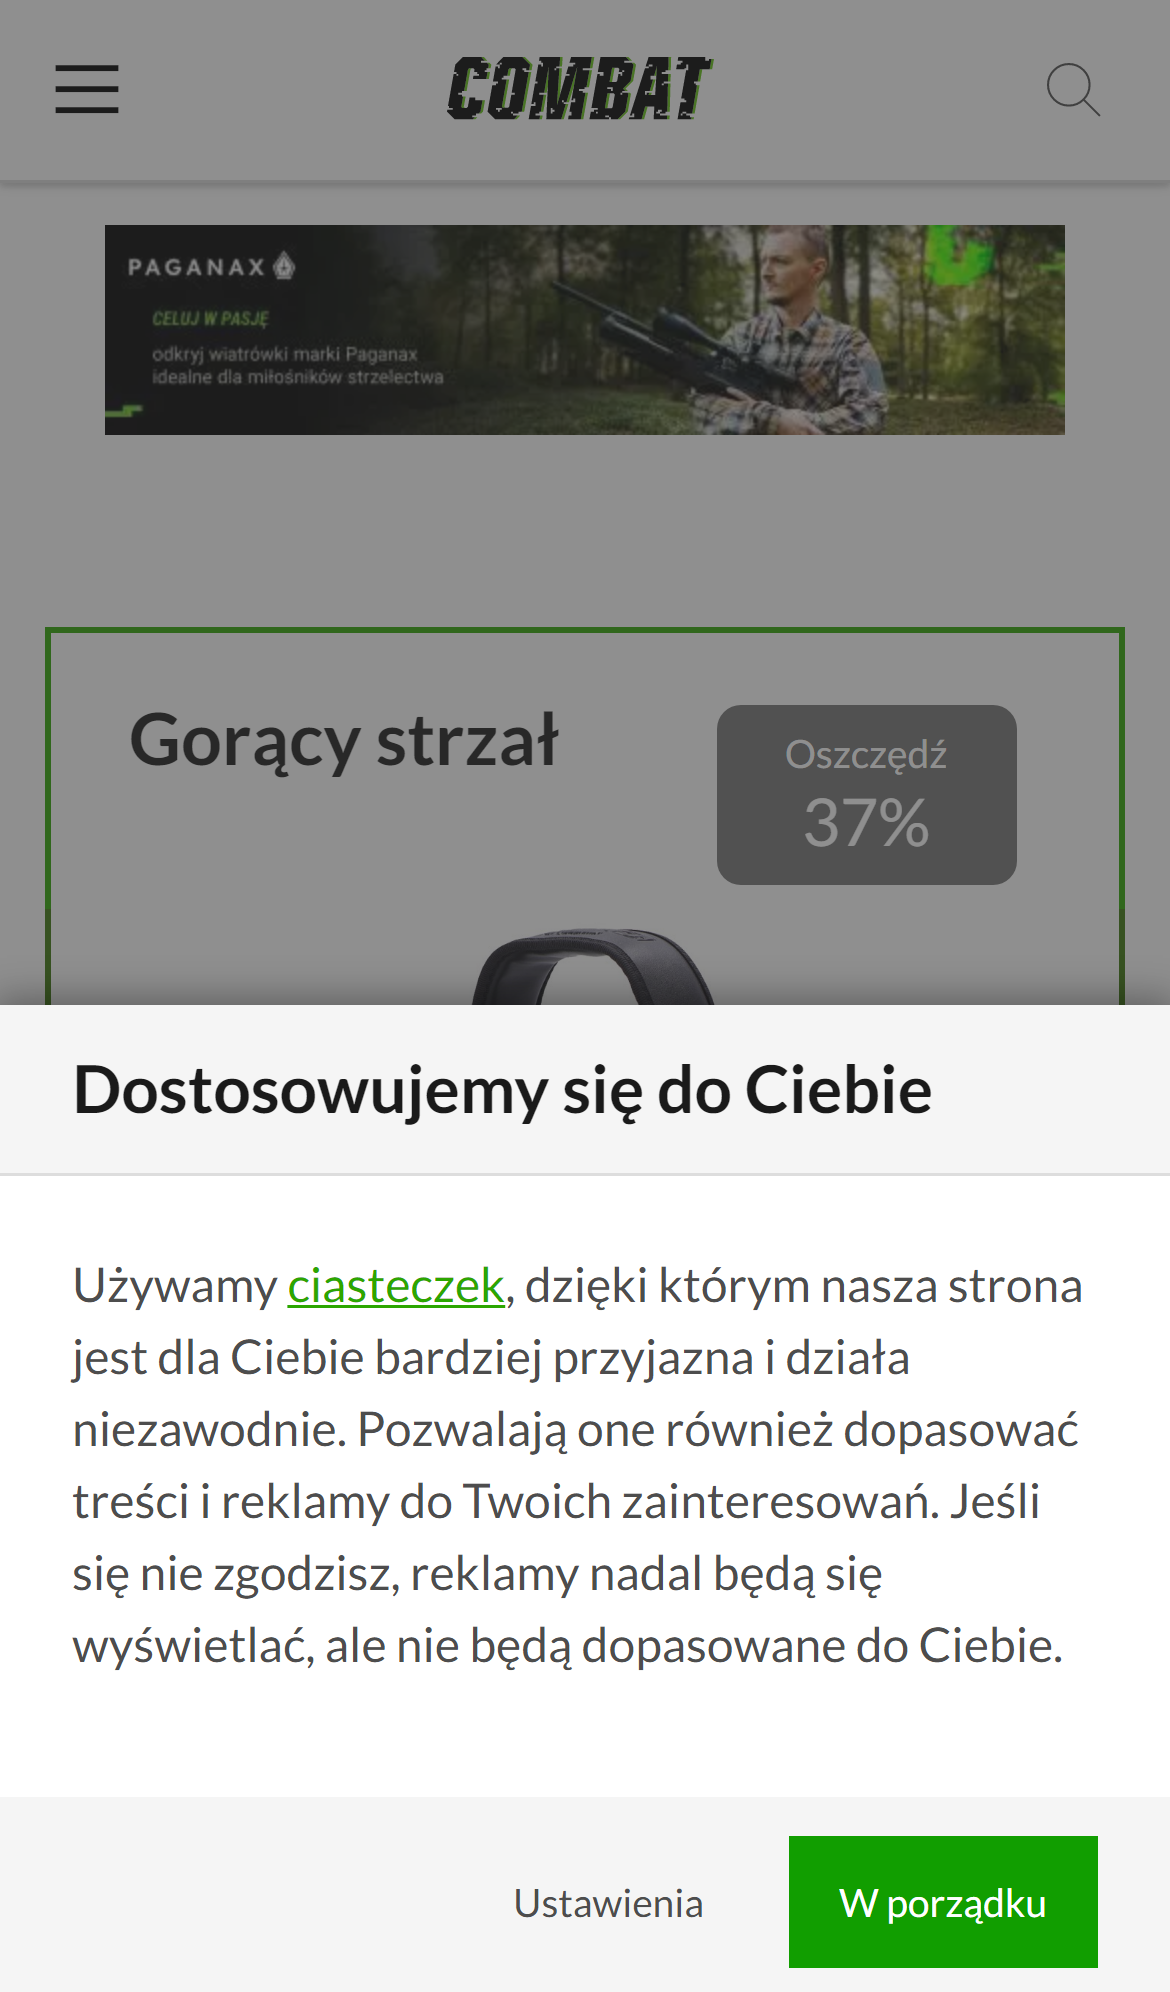 COMBAT
PAGANAX
CELUJ W PASJĘ
odkryj wiatrówki marki Paganax
idealne dla miłośników strzelectwa
Gorący strzał
Oszczędź
37%
Dostosowujemy się do Ciebie
Używamy ciasteczek, dzięki którym nasza strona
jest dla Ciebie bardziej przyjazna i działa
niezawodnie. Pozwalają one również dopasować
treści i reklamy do Twoich zainteresowań. Jeśli
się nie zgodzisz, reklamy nadal będą się
wyświetlać, ale nie będą dopasowane do Ciebie.
Ustawienia
W porządku